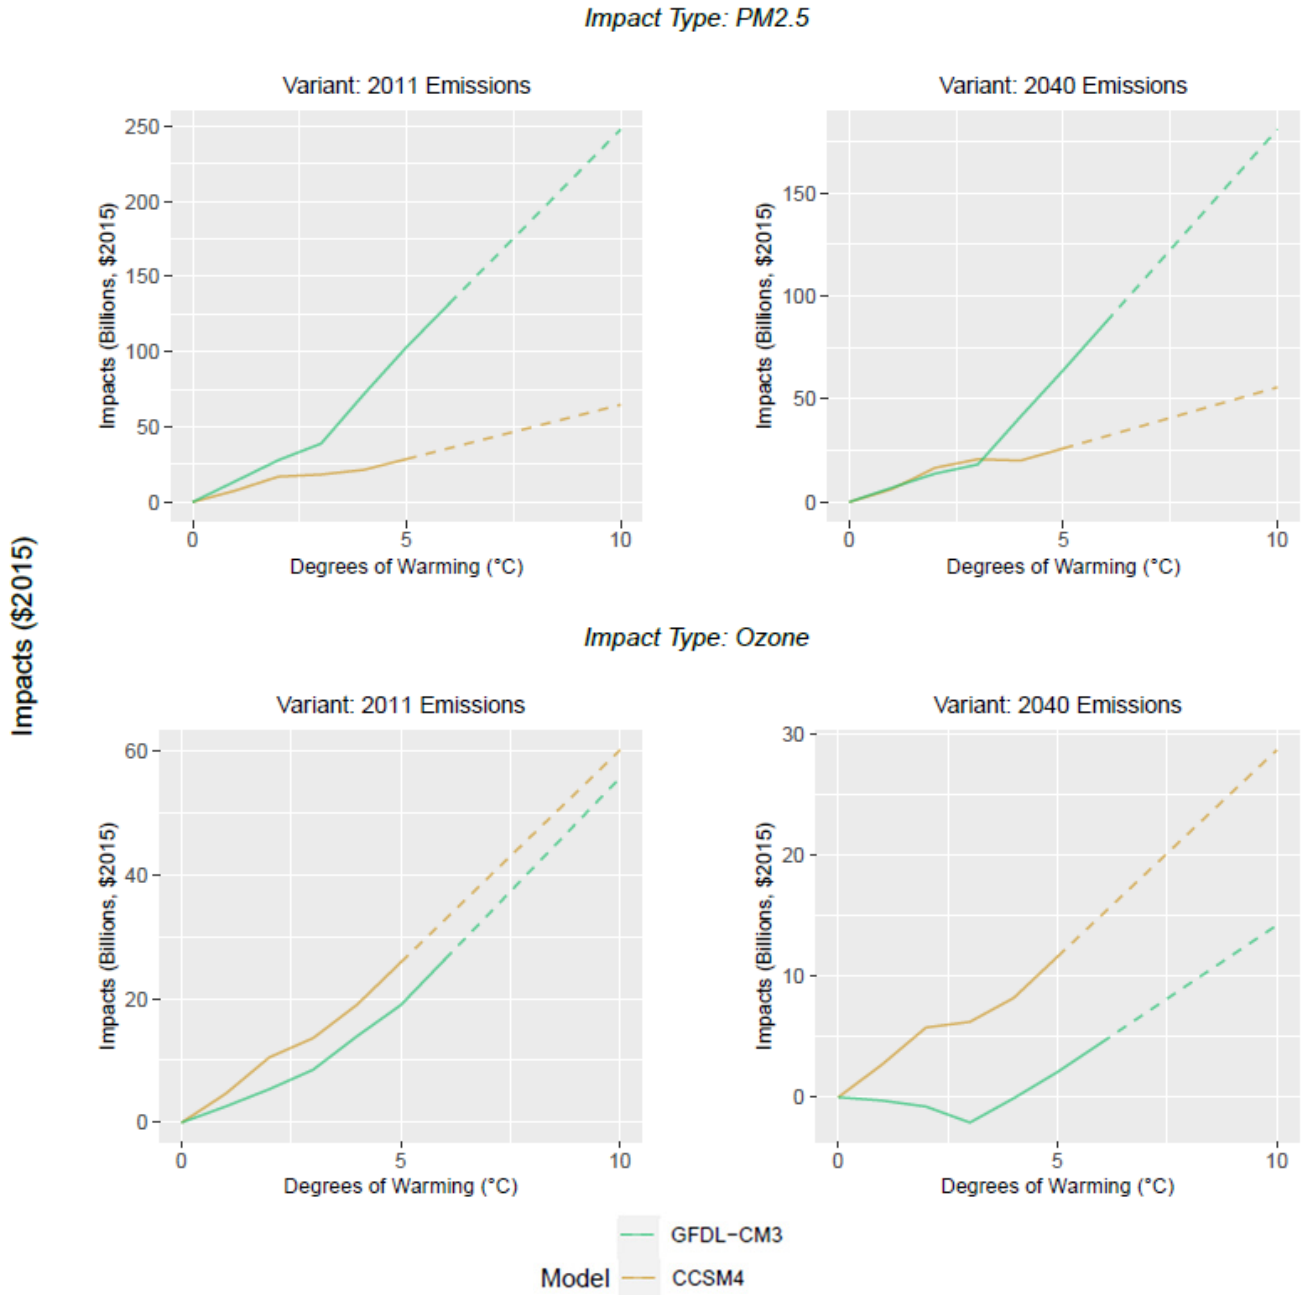 Impact Type: PM2.5
Variant: 2011 Emissions
250
200
150
100
50
0
Impacts (Billions, $2015)
0 5 10
Degrees of Warming (°C)
Variant: 2040 Emissions
150
100
50
0
Impacts (Billions, $2015)
0 5 10
Degrees of Warming (°C)
Impacts ($2015)
Impact Type: Ozone
Variant: 2011 Emissions
60
40
20
0
Impacts (Billions, $2015)
0 5 10
Degrees of Warming (°C)
Variant: 2040 Emissions
30
20
10
0
Impacts (Billions, $2015)
0 5 10
Degrees of Warming (°C)
GFDL−CM3
Model CCSM4